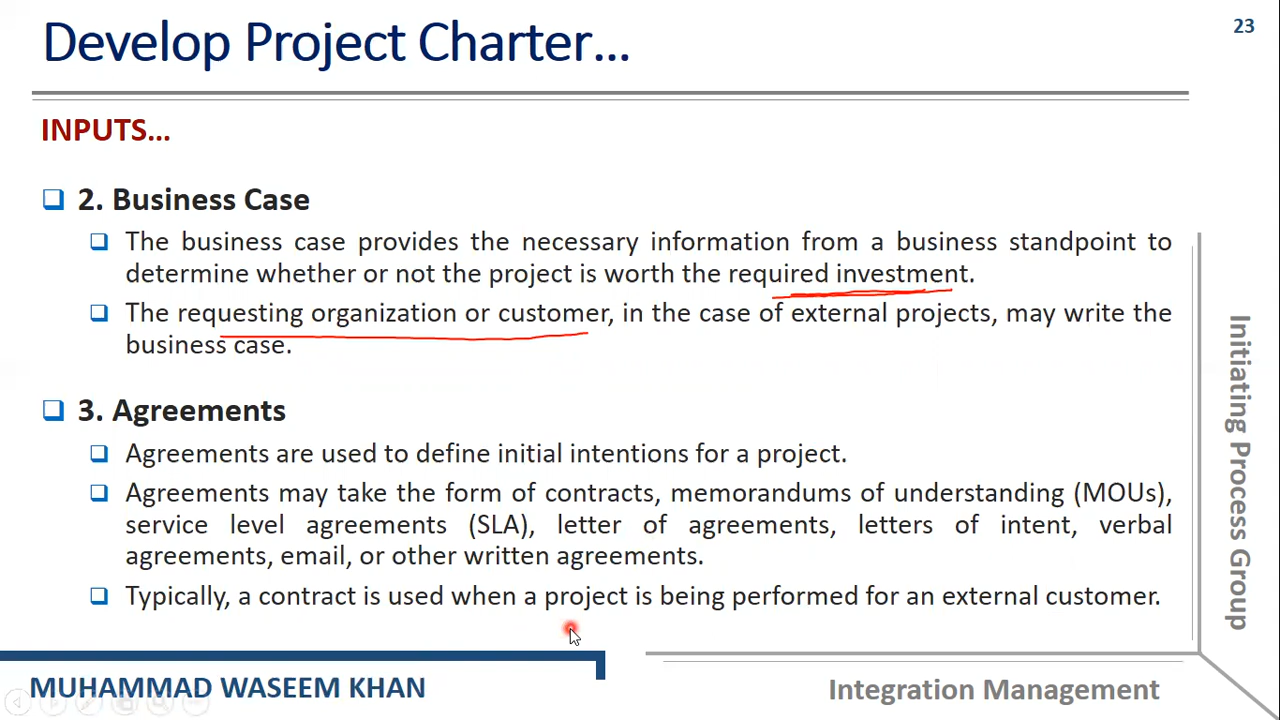 Develop Project Charter...
23
INPUTS...
2. Business Case
The business case provides the necessary information from a business standpoint to
determine whether or not the project is worth the required investment.
The requesting organization or customer, in the case of external projects, may write the
business case.
3. Agreements
Agreements are used to define initial intentions for a project.
Agreements may take the form of contracts, memorandums of understanding (MOUs),
service level agreements (SLA), letter of agreements, letters of intent, verbal
agreements, email, or other written agreements.
Typically, a contract is used when a project is being performed for an external customer.
Initiating Process Group
MUHAMMAD WASEEM KHAN
Integration Management